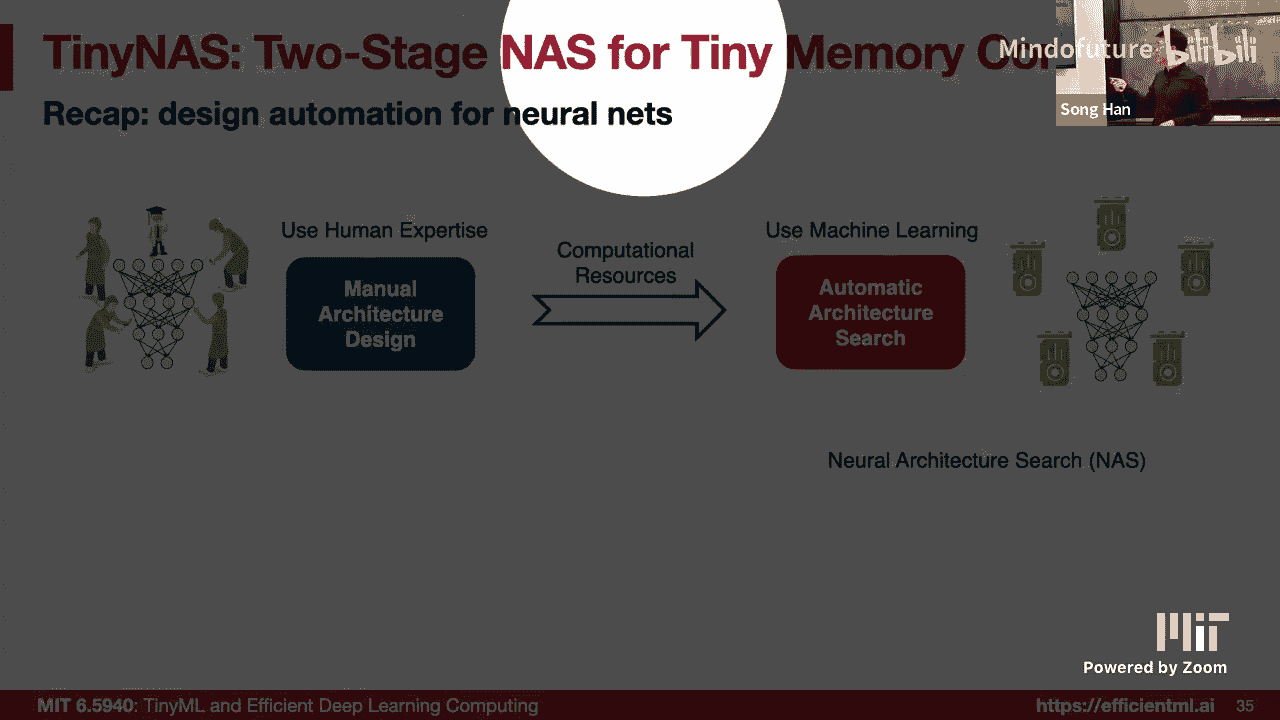 TinyNAS: Two-Stage NAS for Tiny Memory
Mindofuture bilibili
Song Han
Recap: design automation for neural nets
Use Human Expertise
Manual
Architecture
Design
Computational
Resources
Use Machine Learning
Automatic
Architecture
Search
Neural Architecture Search (NAS)
MIT
Powered by Zoom
MIT 6.5940: TinyML and Efficient Deep Learning Computing
https://efficientml.ai
35